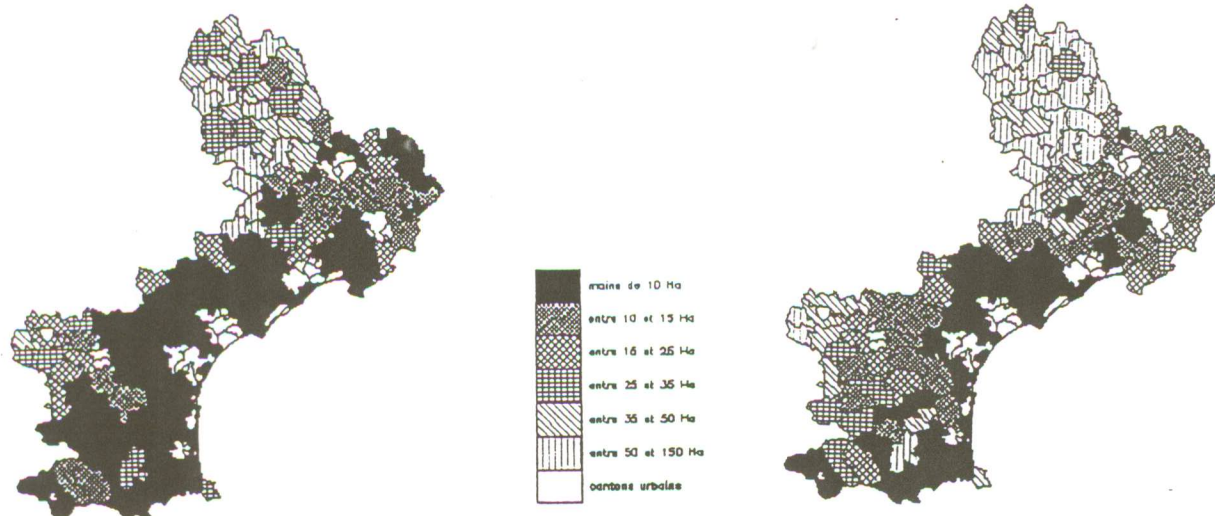 moins de 10 Ha
entre 10 et 15 Ha
entre 15 et 25 Ha
entre 25 et 35 Ha
entre 35 et 50 Ha
entre 50 et 150 Ha
cantons urbains